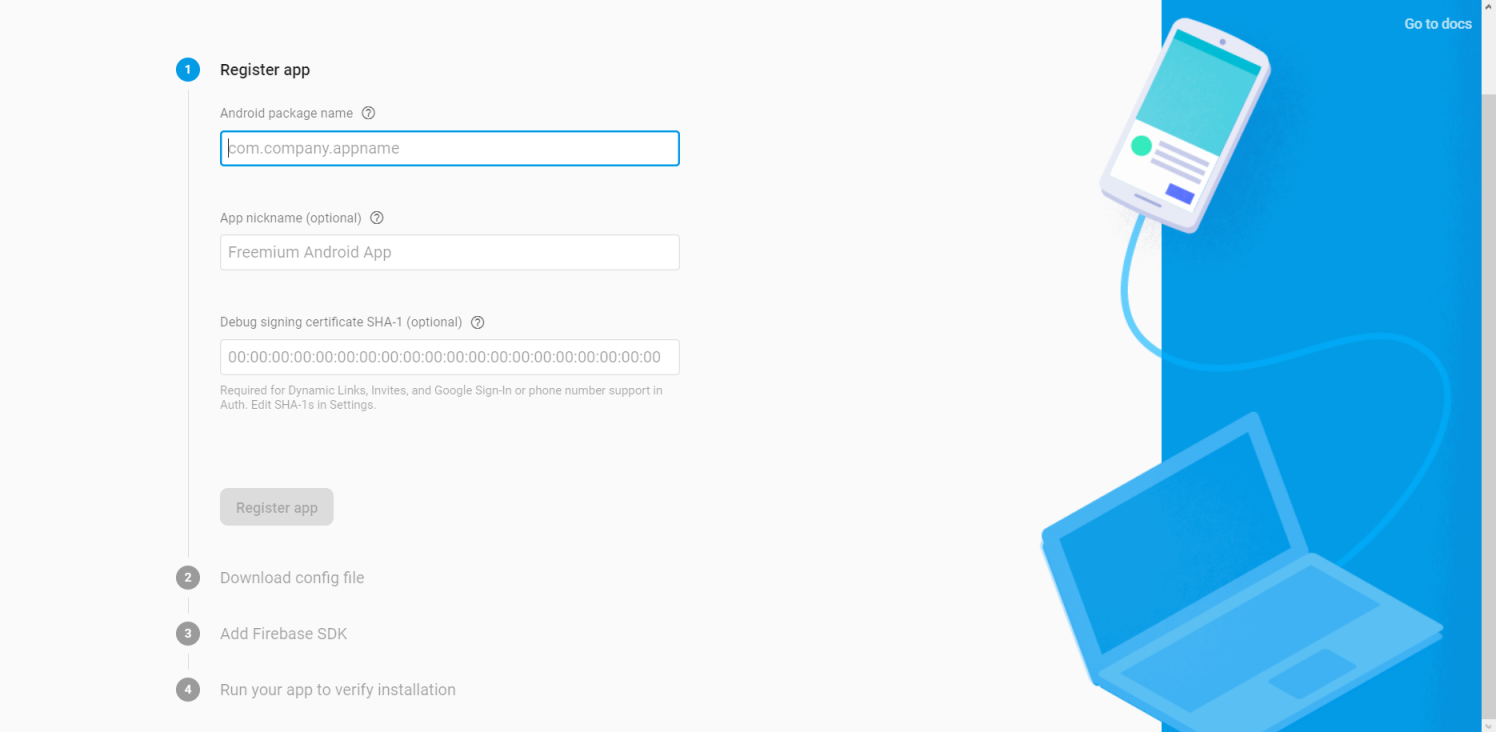 Go to docs
1 Register app
Android package name ?
com.company.appname
App nickname (optional) ?
Freemium Android App
Debug signing certificate SHA-1 (optional) ?
00:00:00:00:00:00:00:00:00:00:00:00:00:00:00:00:00:00:00:00
Required for Dynamic Links, Invites, and Google Sign-In or phone number support in
Auth. Edit SHA-1s in Settings.
Register app
2 Download config file
3 Add Firebase SDK
4 Run your app to verify installation